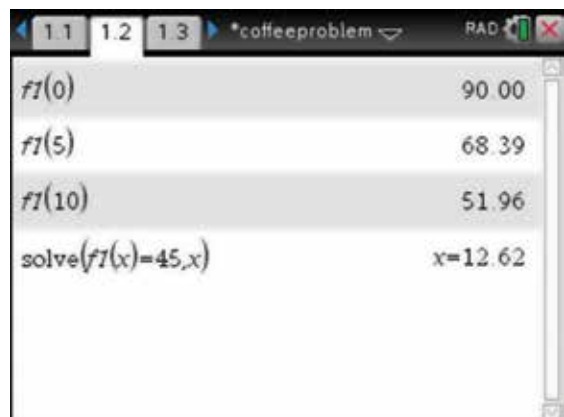 1.1 1.2 1.3 *coffeeproblem RAD
f1(0) 90.00
f1(5) 68.39
f1(10) 51.96
solve(f1(x)=45,x) x=12.62